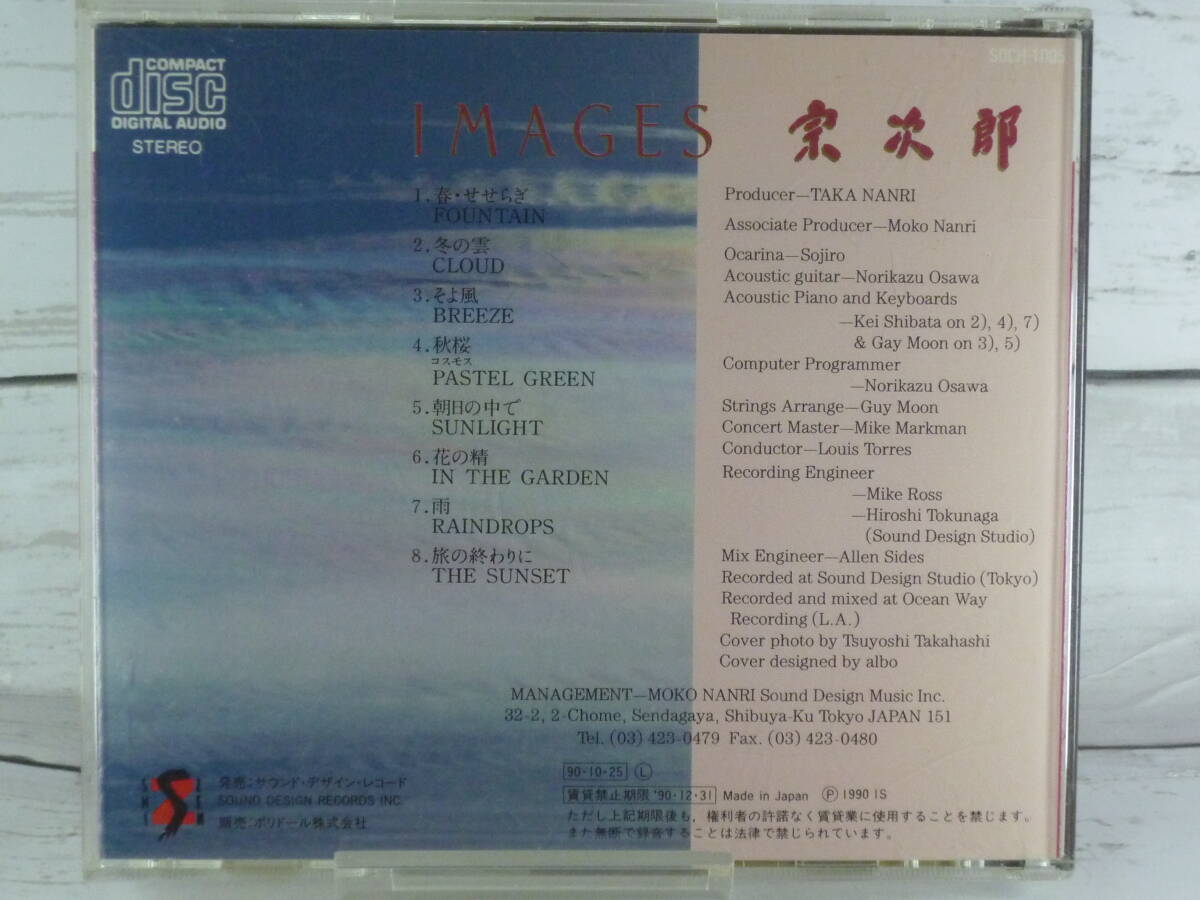 COMPACT
disc
DIGITAL AUDIO
STEREO
SDCH-1005
IMAGES 宗次郎
1.春・せせらぎ
FOUNTAIN
2.冬の雲
CLOUD
3.そよ風
BREEZE
4.秋桜
コスモス
PASTEL GREEN
5.朝日の中で
SUNLIGHT
6.花の精
IN THE GARDEN
7.雨
RAINDROPS
8.旅の終わりに
THE SUNSET
Producer—TAKA NANRI
Associate Producer—Moko Nanri
Ocarina—Sojiro
Acoustic guitar—Norikazu Osawa
Acoustic Piano and Keyboards
—Kei Shibata on 2), 4), 7)
& Gay Moon on 3), 5)
Computer Programmer
—Norikazu Osawa
Strings Arrange—Guy Moon
Concert Master—Mike Markman
Conductor—Louis Torres
Recording Engineer
—Mike Ross
—Hiroshi Tokunaga
(Sound Design Studio)
Mix Engineer—Allen Sides
Recorded at Sound Design Studio (Tokyo)
Recorded and mixed at Ocean Way
Recording (L.A.)
Cover photo by Tsuyoshi Takahashi
Cover designed by albo
MANAGEMENT—MOKO NANRI Sound Design Music Inc.
32-2, 2-Chome, Sendagaya, Shibuya-Ku Tokyo JAPAN 151
Tel. (03) 423-0479 Fax. (03) 423-0480
発売:サウンド・デザイン・レコード
SOUND DESIGN RECORDS INC.
販売:ポリドール株式会社
90·10·25 Ⓛ
賃貸禁止期限 '90·12·31 Made in Japan Ⓟ 1990 IS
ただし上記期限後も、権利者の許諾なく賃貸業に使用することを禁じます。
また無断で録音することは法律で禁じられています。